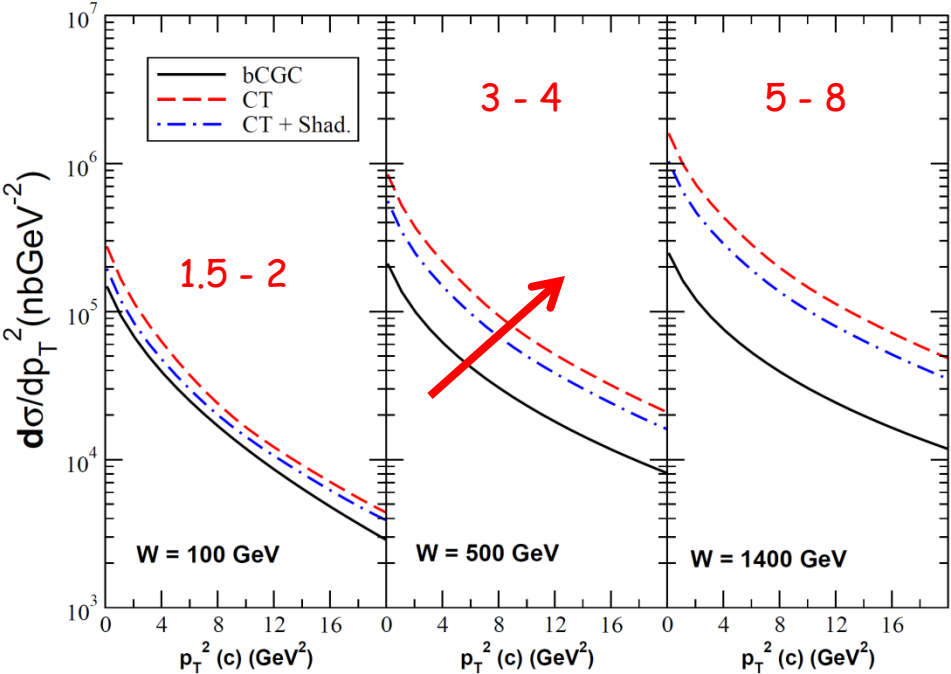 10^7
10^6
10^5
10^4
10^3
dσ/dp_T^2 (nbGeV^-2)
bCGC
CT
CT + Shad.
1.5 - 2
3 - 4
5 - 8
W = 100 GeV
W = 500 GeV
W = 1400 GeV
0 4 8 12 16 0 4 8 12 16 0 4 8 12 16
p_T^2 (c) (GeV^2) p_T^2 (c) (GeV^2) p_T^2 (c) (GeV^2)